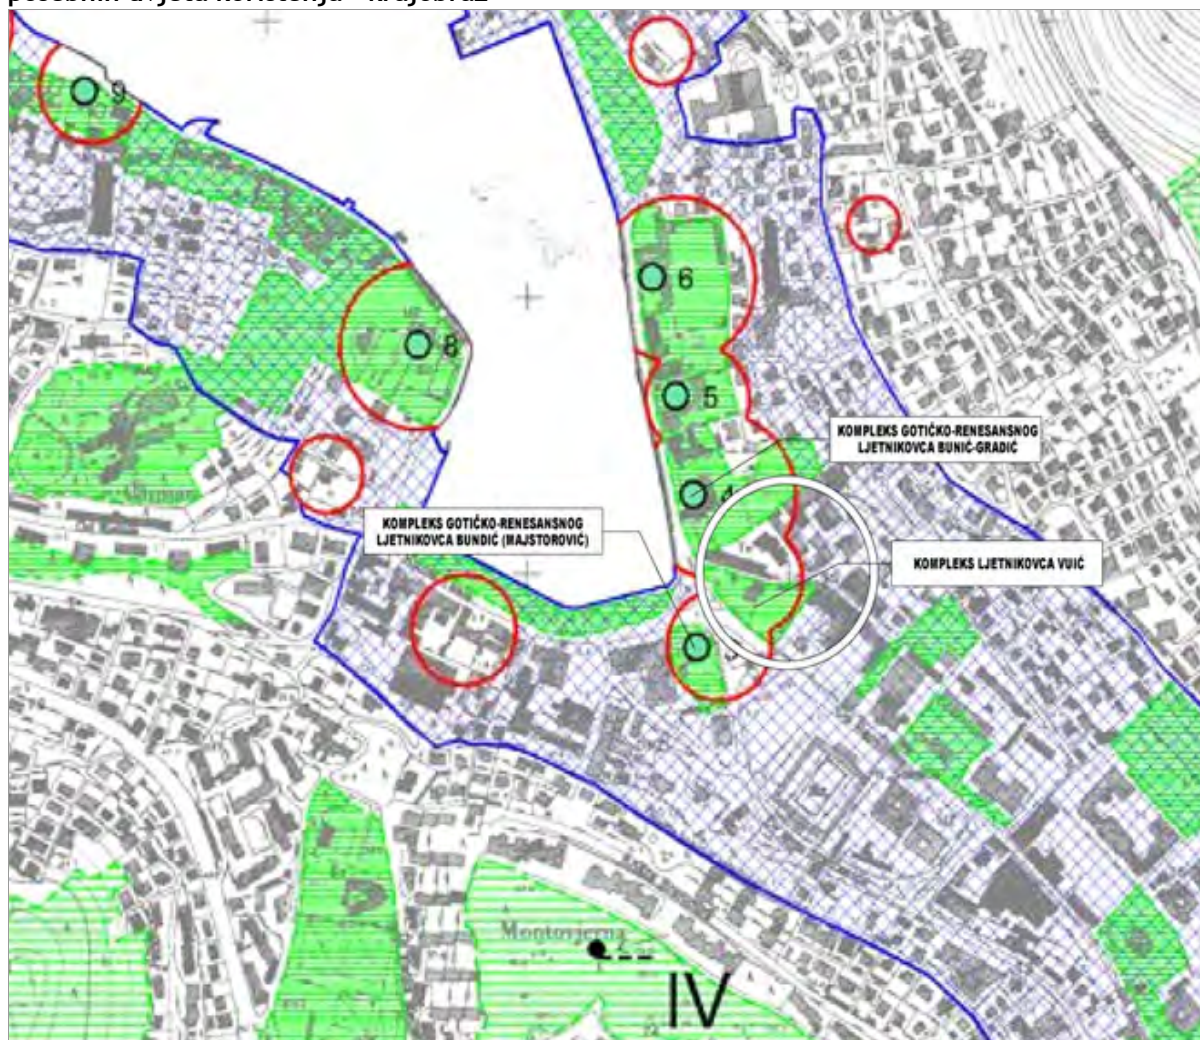 posebnih uvjeta korištenja - krajobraz
9
6
8
5
KOMPLEKS GOTIČKO-RENESANSNOG
LJETNIKOVCA BUNIĆ-GRADIĆ
4
KOMPLEKS GOTIČKO-RENESANSNOG
LJETNIKOVCA BUNDIĆ (MAJSTOROVIĆ)
KOMPLEKS LJETNIKOVCA VUIĆ
3
Montovjerna
IV